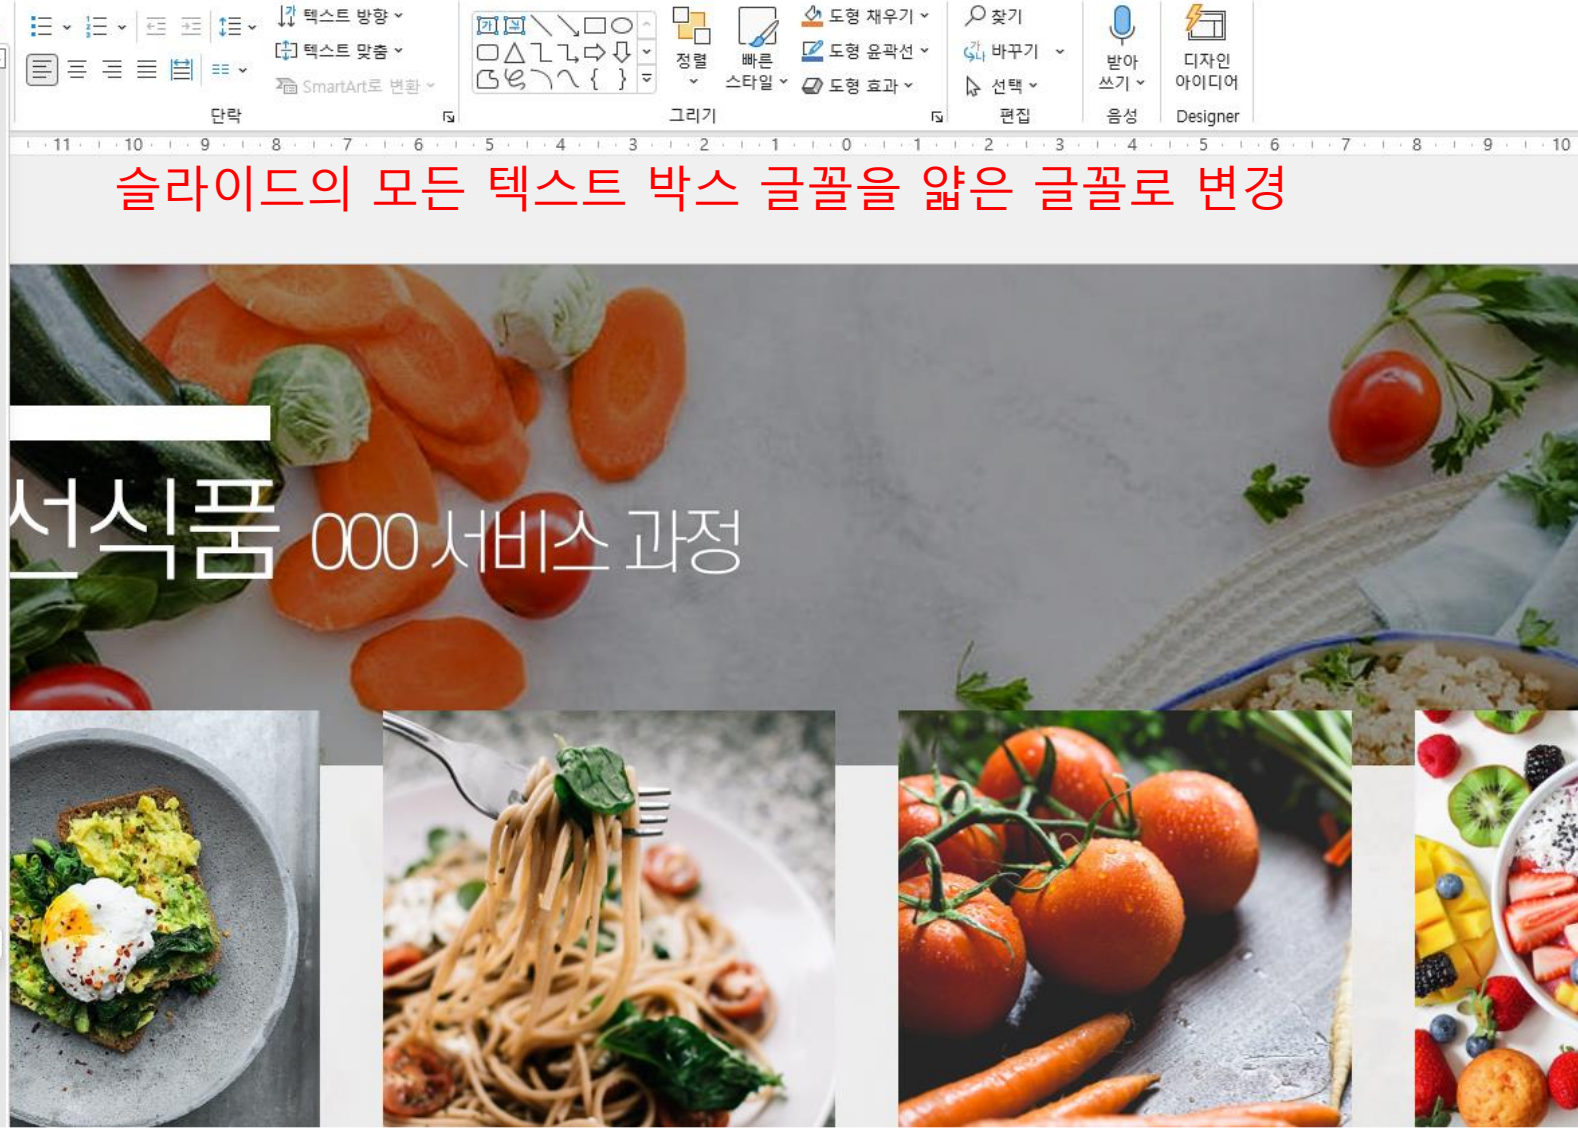 텍스트 방향
텍스트 맞춤
SmartArt로 변환
단락
정렬
빠른
스타일
도형 채우기
도형 윤곽선
도형 효과
그리기
찾기
바꾸기
선택
편집
받아
쓰기
음성
디자인
아이디어
Designer
11 10 9 8 7 6 5 4 3 2 1 0 1 2 3 4 5 6 7 8 9 10
슬라이드의 모든 텍스트 박스 글꼴을 얇은 글꼴로 변경
선식품 000 서비스 과정